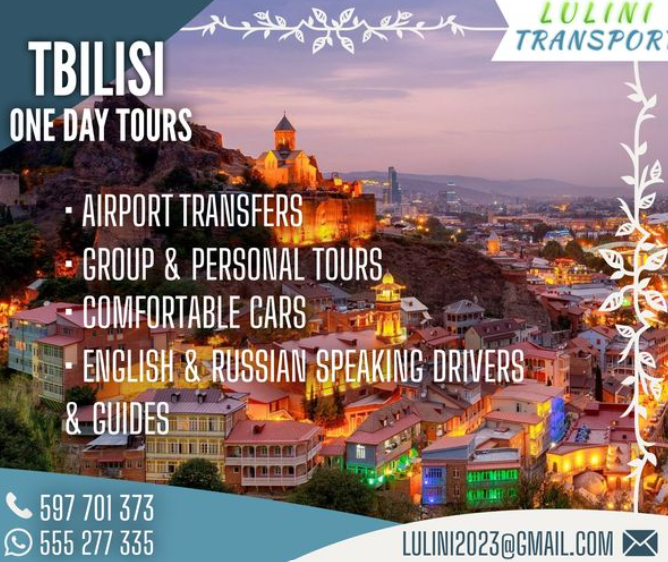 LULINI
TRANSPORT
TBILISI
ONE DAY TOURS
· AIRPORT TRANSFERS
· GROUP & PERSONAL TOURS
· COMFORTABLE CARS
· ENGLISH & RUSSIAN SPEAKING DRIVERS
& GUIDES
597 701 373
555 277 335
LULINI2023@GMAIL.COM